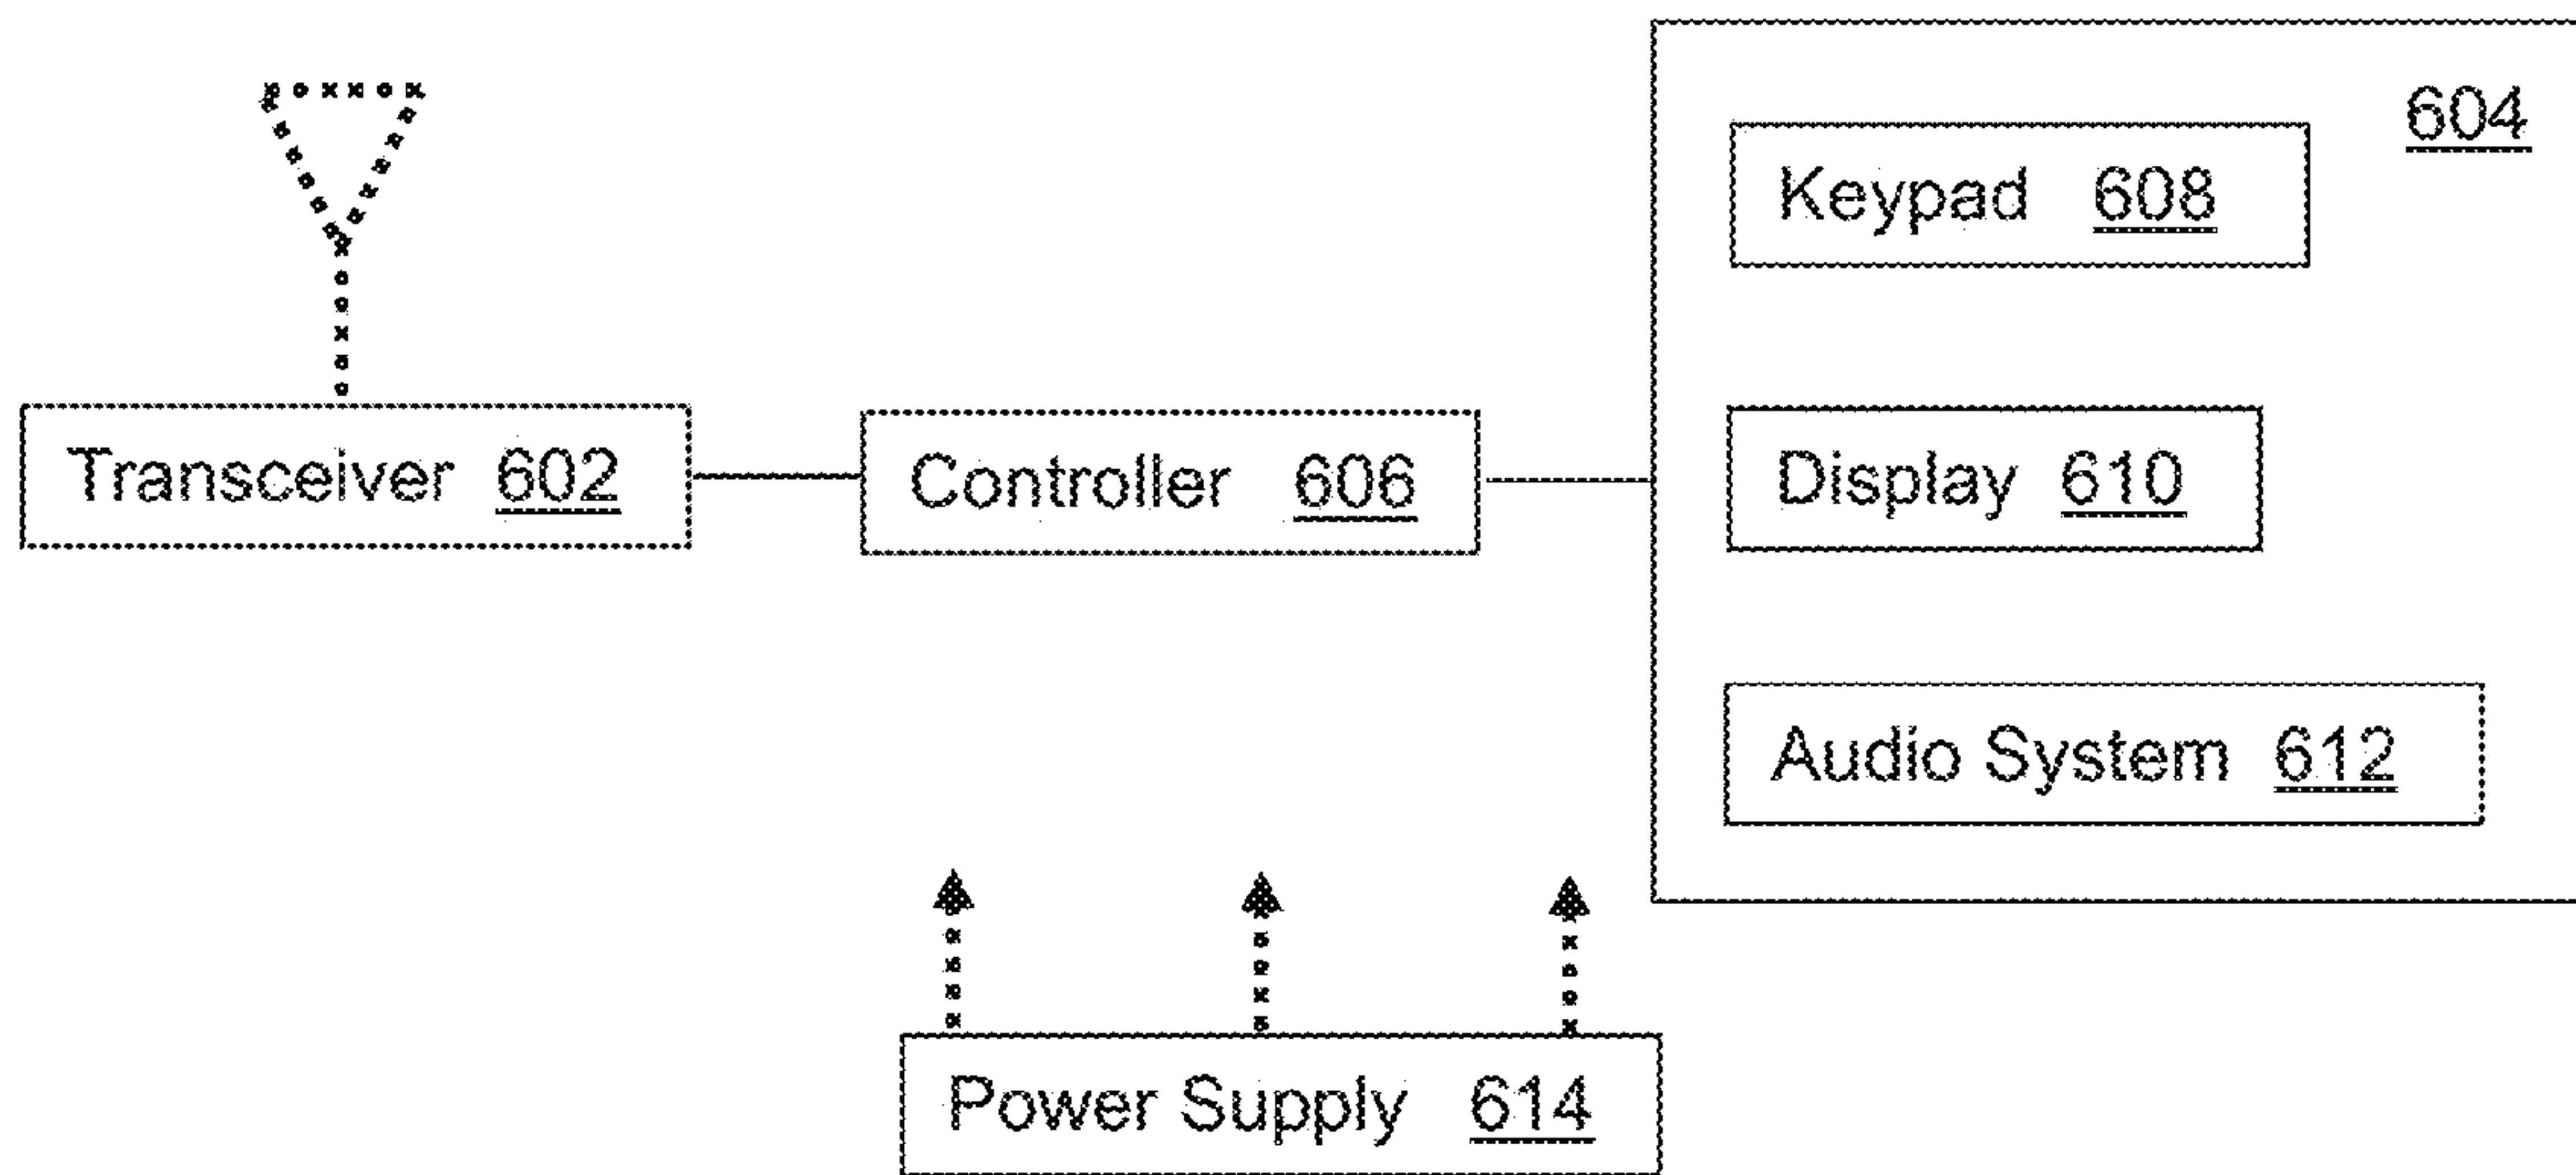 604
Keypad 608
Transceiver 602
Controller 606
Display 610
Audio System 612
Power Supply 614